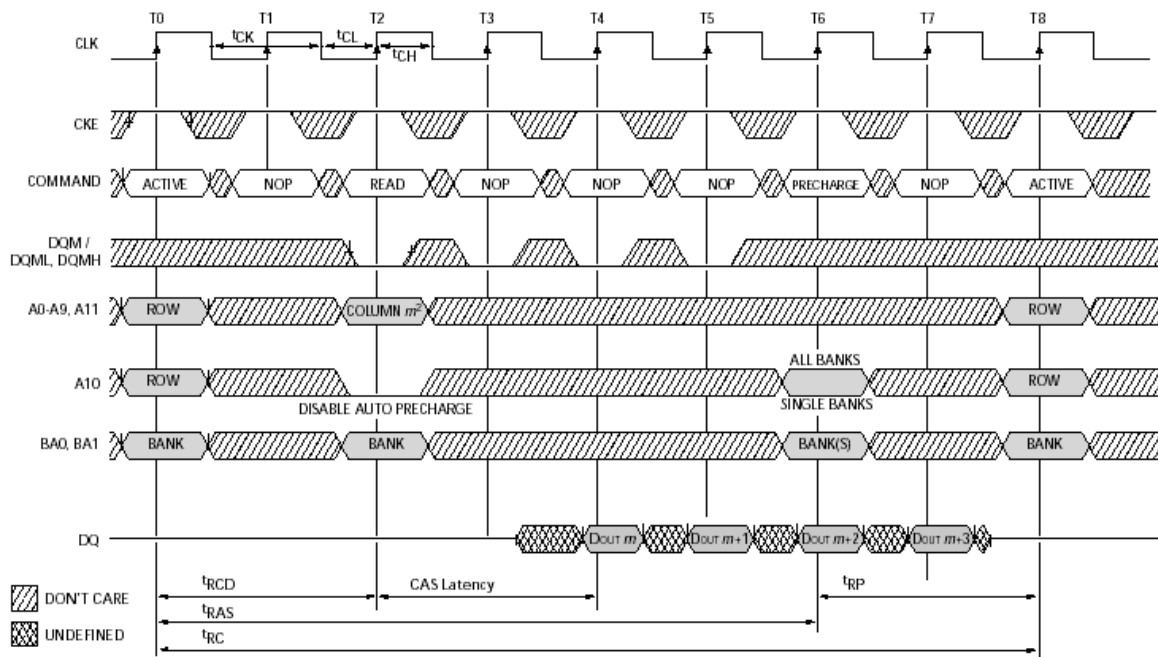 T0 T1 T2 T3 T4 T5 T6 T7 T8
CLK
tCK tCL
tCH
CKE
COMMAND ACTIVE NOP READ NOP NOP NOP PRECHARGE NOP ACTIVE
DQM /
DQML, DQMH
A0-A9, A11 ROW COLUMN m² ROW
ALL BANKS
A10 ROW ROW
DISABLE AUTO PRECHARGE SINGLE BANKS
BA0, BA1 BANK BANK BANK(S) BANK
DQ DOUT m DOUT m+1 DOUT m+2 DOUT m+3
tRCD CAS Latency tRP
DON'T CARE
tRAS
UNDEFINED
tRC